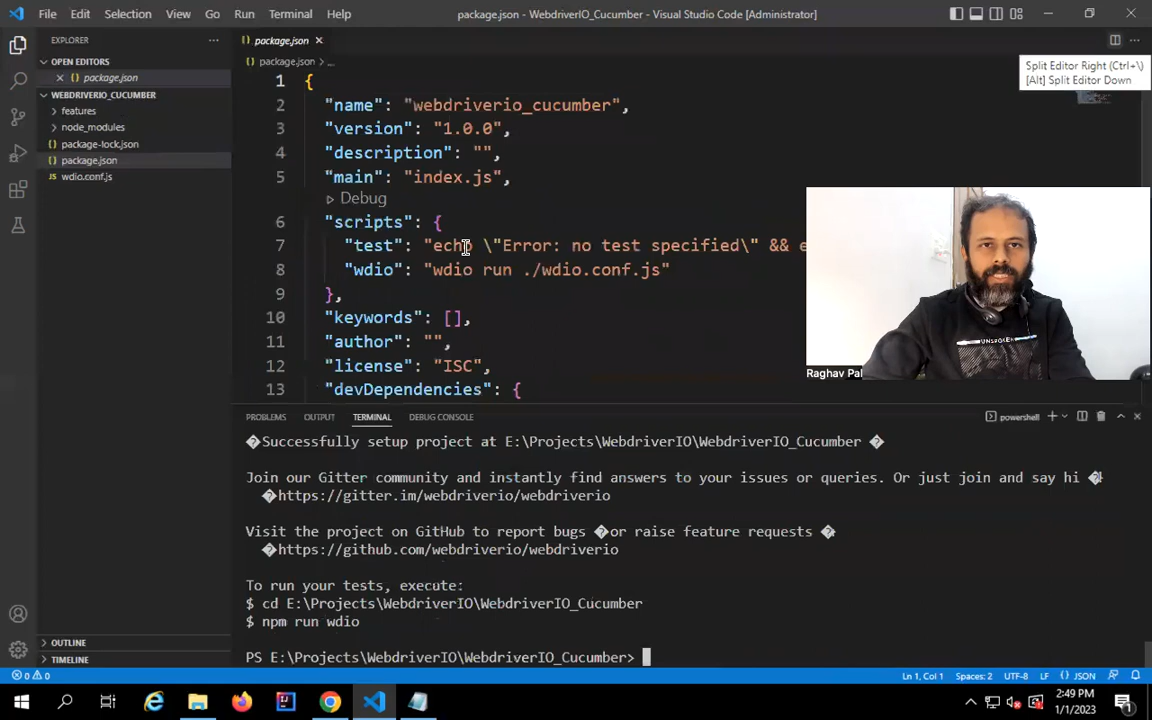 File Edit Selection View Go Run Terminal Help
package.json - WebdriverIO_Cucumber - Visual Studio Code [Administrator]
EXPLORER
OPEN EDITORS
package.json
WEBDRIVERIO_CUCUMBER
features
node_modules
package-lock.json
package.json
wdio.conf.js
OUTLINE
TIMELINE
package.json
package.json > ...
Split Editor Right (Ctrl+\)
[Alt] Split Editor Down
1 {
2 "name": "webdriverio_cucumber",
3 "version": "1.0.0",
4 "description": "",
5 "main": "index.js",
Debug
6 "scripts": {
7 "test": "echo \"Error: no test specified\" && e
8 "wdio": "wdio run ./wdio.conf.js"
9 },
10 "keywords": [],
11 "author": "",
12 "license": "ISC",
13 "devDependencies": {
UNSPOKEN
Raghav Pal
PROBLEMS OUTPUT TERMINAL DEBUG CONSOLE
powershell
�Successfully setup project at E:\Projects\WebdriverIO\WebdriverIO_Cucumber �
Join our Gitter community and instantly find answers to your issues or queries. Or just join and say hi �
�https://gitter.im/webdriverio/webdriverio
Visit the project on GitHub to report bugs �or raise feature requests �
�https://github.com/webdriverio/webdriverio
To run your tests, execute:
$ cd E:\Projects\WebdriverIO\WebdriverIO_Cucumber
$ npm run wdio
PS E:\Projects\WebdriverIO\WebdriverIO_Cucumber>
0 0
Ln 1, Col 1 Spaces: 2 UTF-8 LF {} JSON
2:49 PM
1/1/2023
1